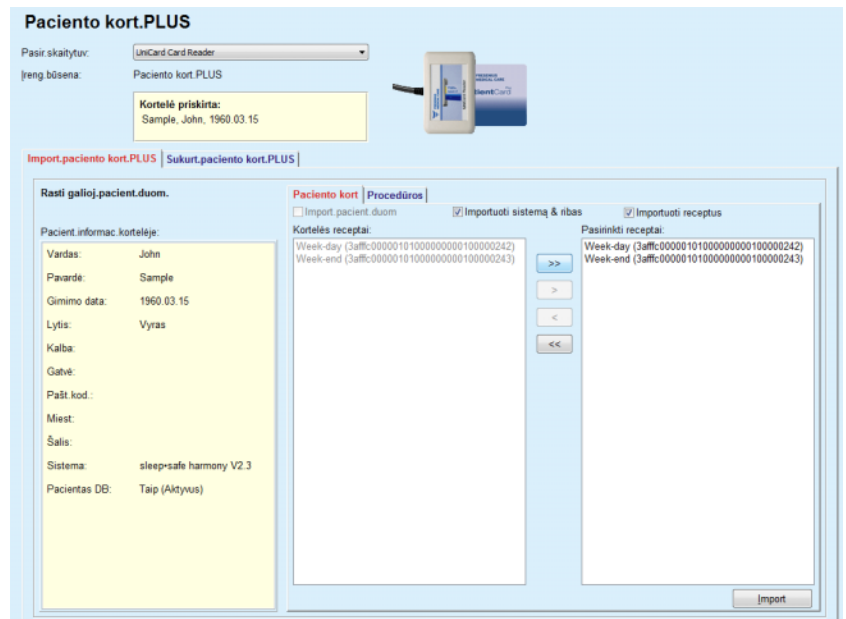 Paciento kort.PLUS
Pasir.skaitytuv:
UniCard Card Reader
Įreng.būsena:
Paciento kort.PLUS
Kortelė priskirta:
Sample, John, 1960.03.15
Import.paciento kort.PLUS
Sukurt.paciento kort.PLUS
Rasti galioj.pacient.duom.
Pacient.informac.kortelėje:
Vardas: John
Pavardė: Sample
Gimimo data: 1960.03.15
Lytis: Vyras
Kalba:
Gatvė:
Pašt.kod.:
Miest:
Šalis:
Sistema: sleep•safe harmony V2.3
Pacientas DB: Taip (Aktyvus)
Paciento kort
Procedūros
Import.pacient.duom
Importuoti sistemą & ribas
Importuoti receptus
Kortelės receptai:
Week-day (3afffc00000101000000000100000242)
Week-end (3afffc00000101000000000100000243)
>>
>
<
<<
Pasirinkti receptai:
Week-day (3afffc00000101000000000100000242)
Week-end (3afffc00000101000000000100000243)
Import